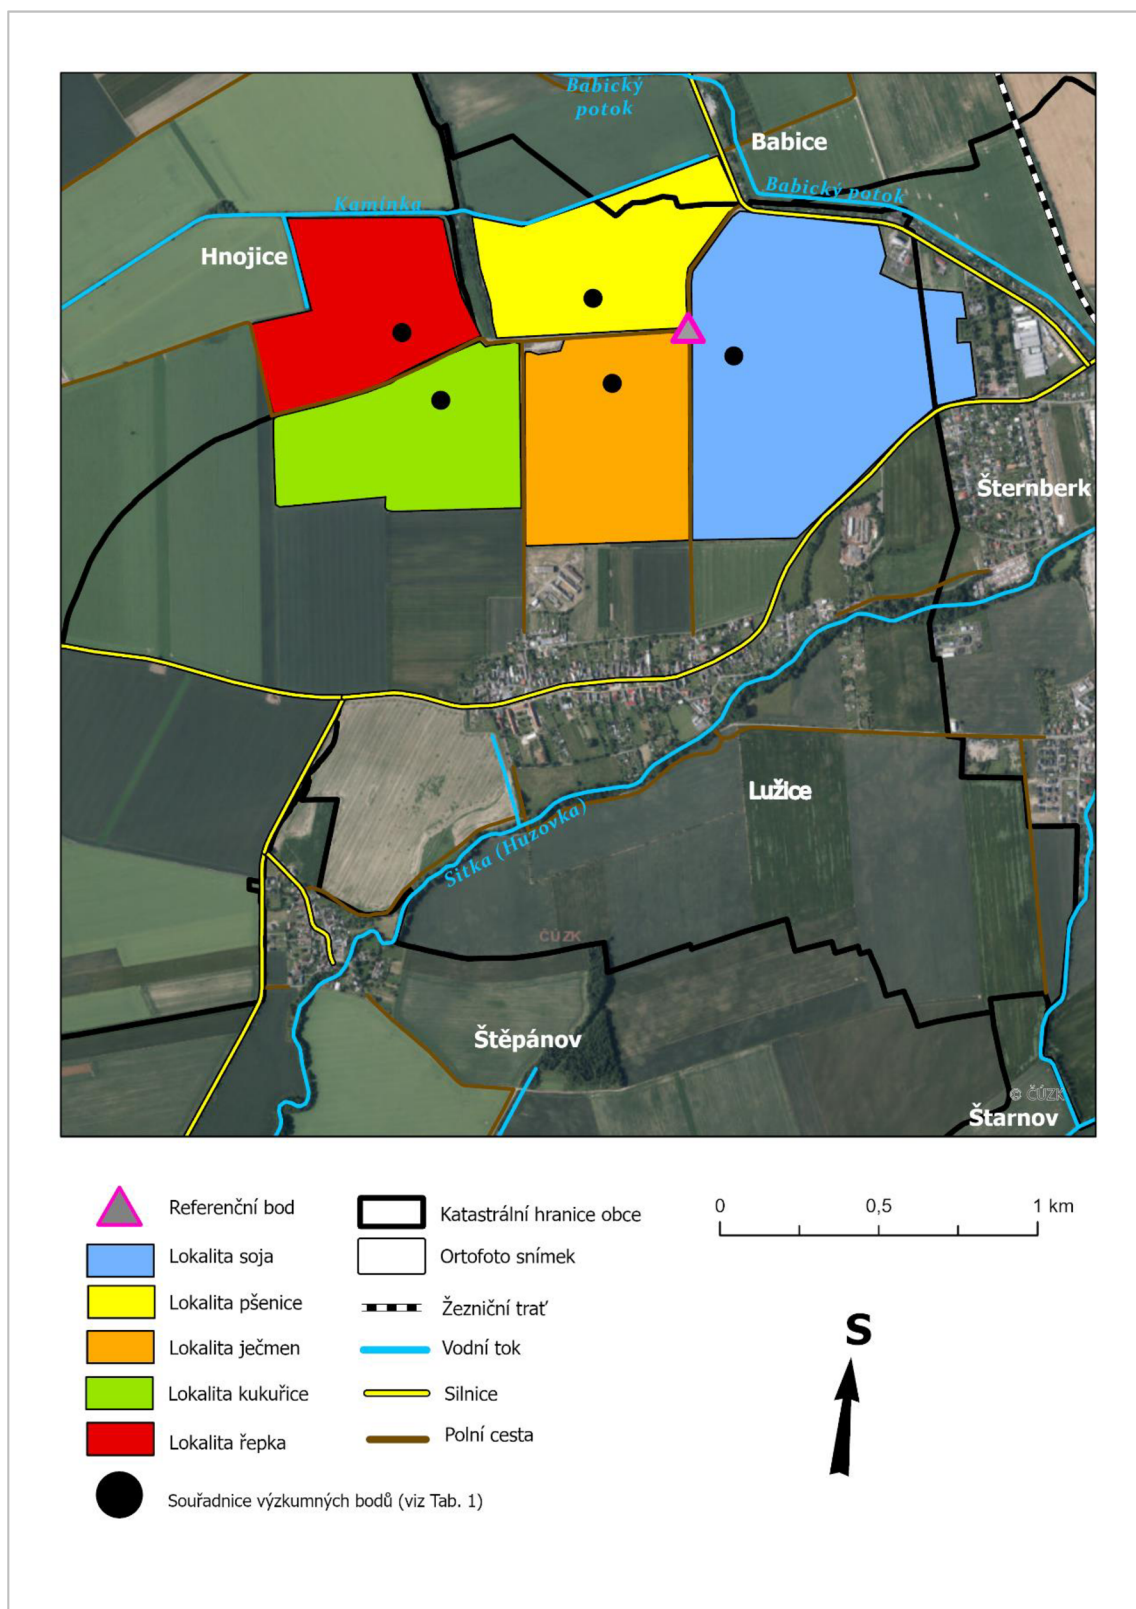 Babický
potok
Babice
Babický potok
Kamínka
Hnojice
Šternberk
Lužice
Sitka (Huzovka)
ČÚZK
Štěpánov
© ČÚZK
Štarnov
Referenční bod
Lokalita soja
Lokalita pšenice
Lokalita ječmen
Lokalita kukuřice
Lokalita řepka
Souřadnice výzkumných bodů (viz Tab. 1)
Katastrální hranice obce
Ortofoto snímek
Žezniční trať
Vodní tok
Silnice
Polní cesta
0 0,5 1 km
S